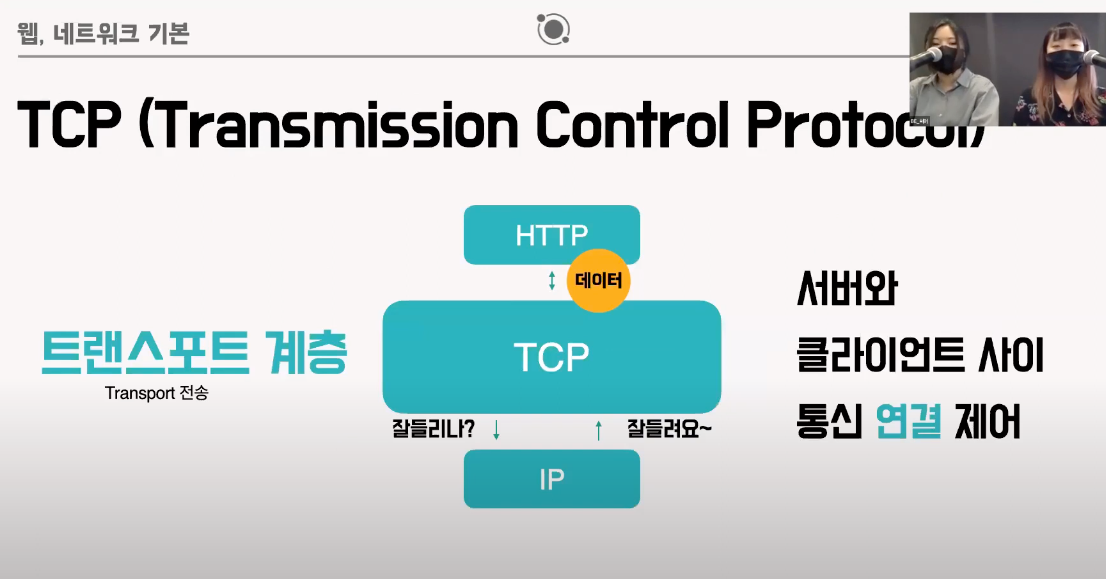 웹, 네트워크 기본
TCP (Transmission Control Protocol)
HTTP
데이터
트랜스포트 계층
Transport 전송
TCP
잘들리나? ↓ ↑ 잘들려요~
IP
서버와
클라이언트 사이
통신 연결 제어